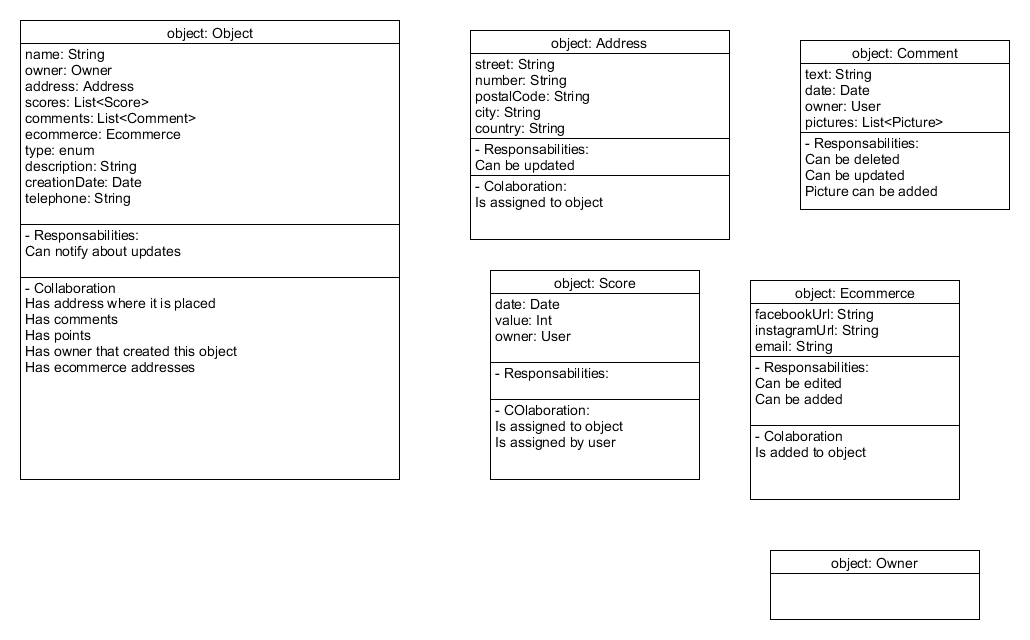 object: Object
name: String
owner: Owner
address: Address
scores: List<Score>
comments: List<Comment>
ecommerce: Ecommerce
type: enum
description: String
creationDate: Date
telephone: String
- Responsabilities:
Can notify about updates
- Collaboration
Has address where it is placed
Has comments
Has points
Has owner that created this object
Has ecommerce addresses
object: Address
street: String
number: String
postalCode: String
city: String
country: String
- Responsabilities:
Can be updated
- Colaboration:
Is assigned to object
object: Comment
text: String
date: Date
owner: User
pictures: List<Picture>
- Responsabilities:
Can be deleted
Can be updated
Picture can be added
object: Score
date: Date
value: Int
owner: User
- Responsabilities:
- COlaboration:
Is assigned to object
Is assigned by user
object: Ecommerce
facebookUrl: String
instagramUrl: String
email: String
- Responsabilities:
Can be edited
Can be added
- Colaboration
Is added to object
object: Owner